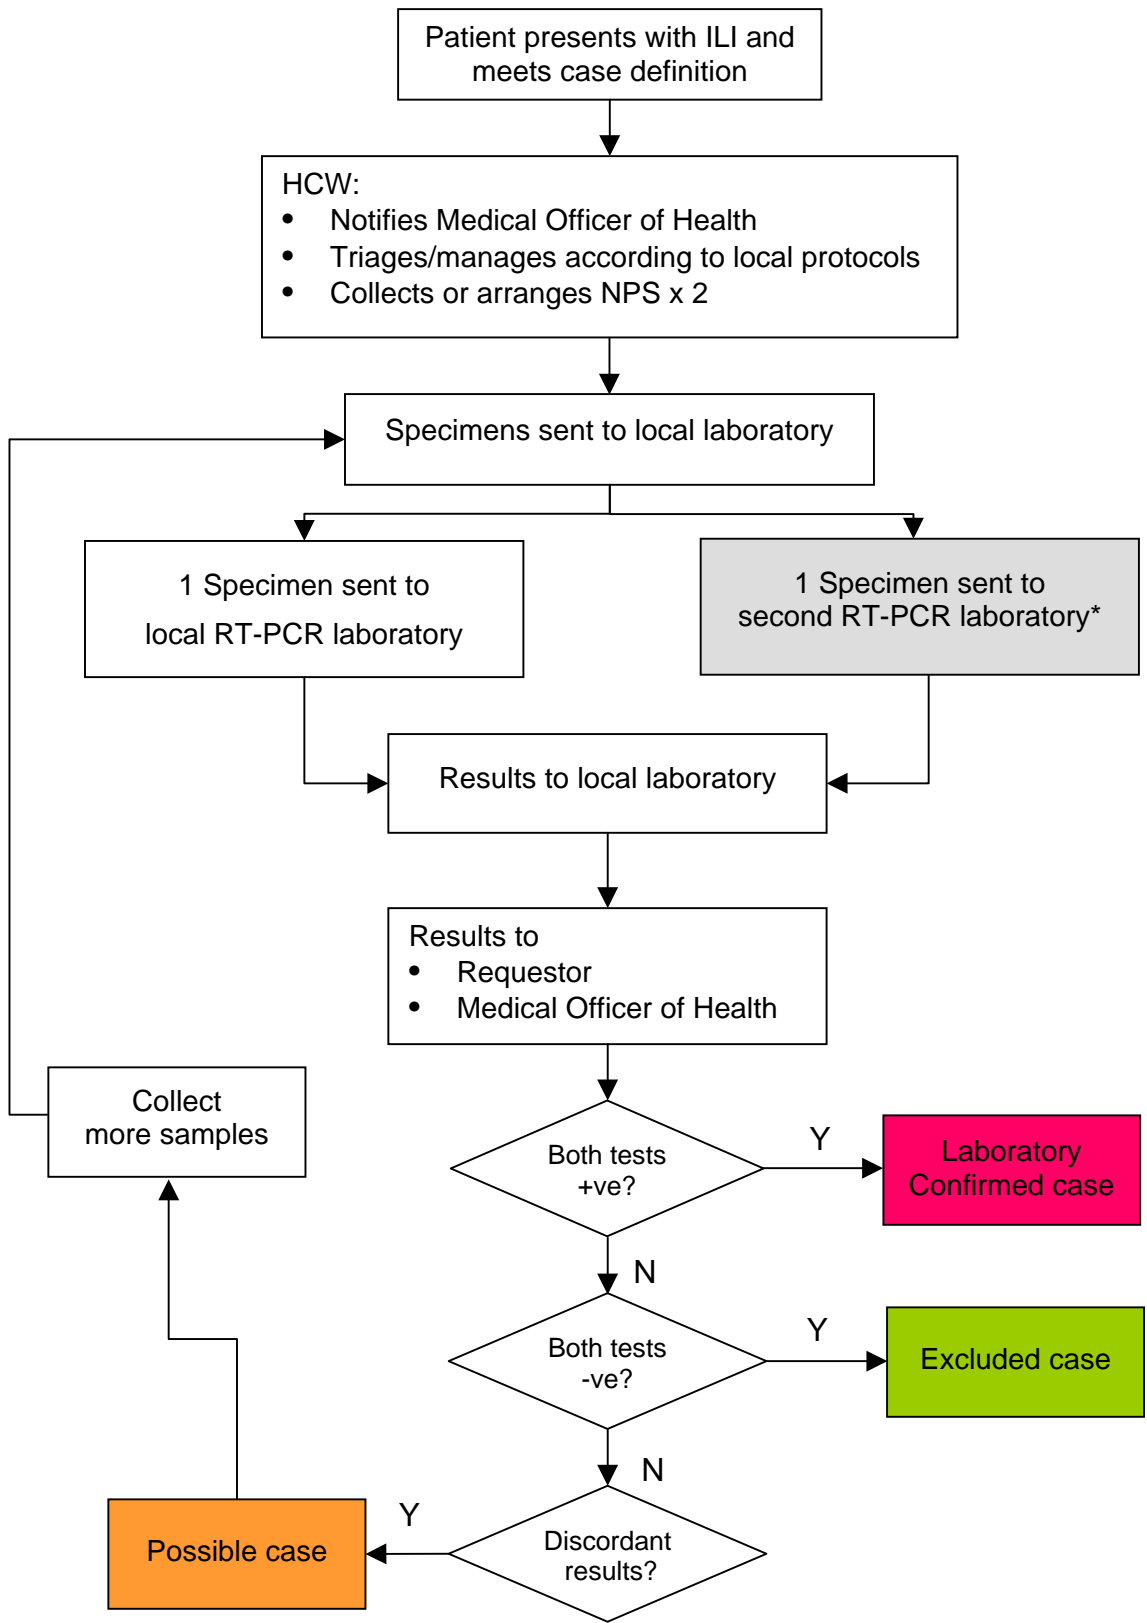 Patient presents with ILI and
meets case definition
HCW:
• Notifies Medical Officer of Health
• Triages/manages according to local protocols
• Collects or arranges NPS x 2
Specimens sent to local laboratory
1 Specimen sent to
local RT-PCR laboratory
1 Specimen sent to
second RT-PCR laboratory*
Results to local laboratory
Results to
• Requestor
• Medical Officer of Health
Collect
more samples
Both tests
+ve?
Y
Laboratory
Confirmed case
N
Both tests
-ve?
Y
Excluded case
N
Discordant
results?
Y
Possible case